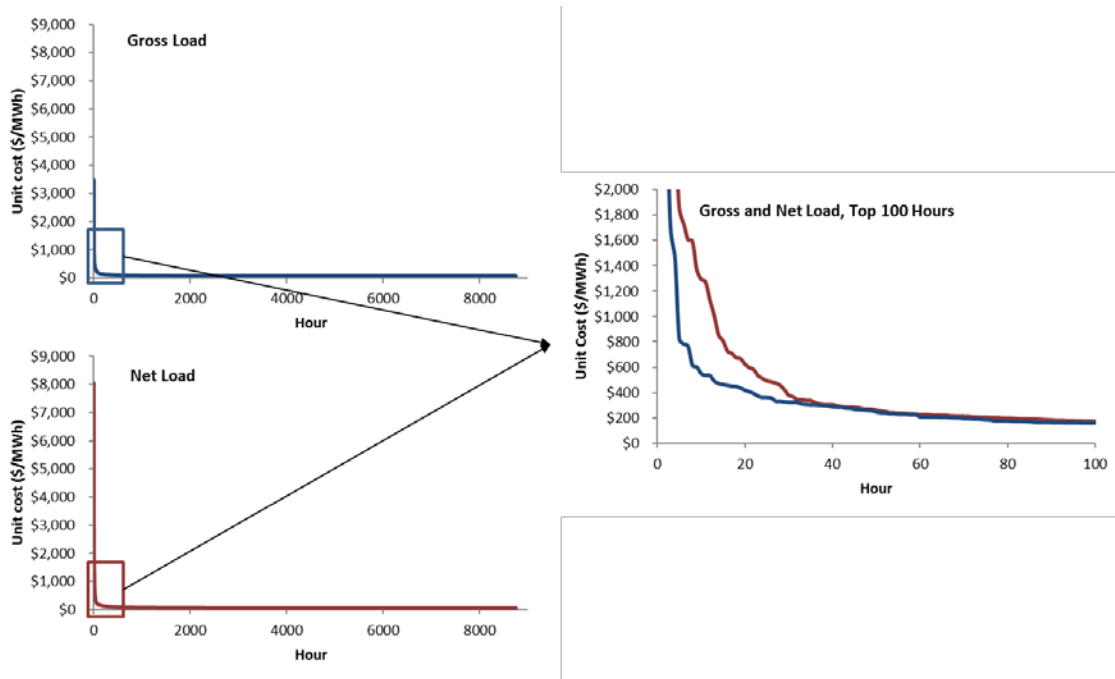 Gross Load
Unit cost ($/MWh)
$9,000
$8,000
$7,000
$6,000
$5,000
$4,000
$3,000
$2,000
$1,000
$0
0 2000 4000 6000 8000
Hour
Net Load
Unit cost ($/MWh)
$9,000
$8,000
$7,000
$6,000
$5,000
$4,000
$3,000
$2,000
$1,000
$0
0 2000 4000 6000 8000
Hour
Gross and Net Load, Top 100 Hours
Unit Cost ($/MWh)
$2,000
$1,800
$1,600
$1,400
$1,200
$1,000
$800
$600
$400
$200
$0
0 20 40 60 80 100
Hour